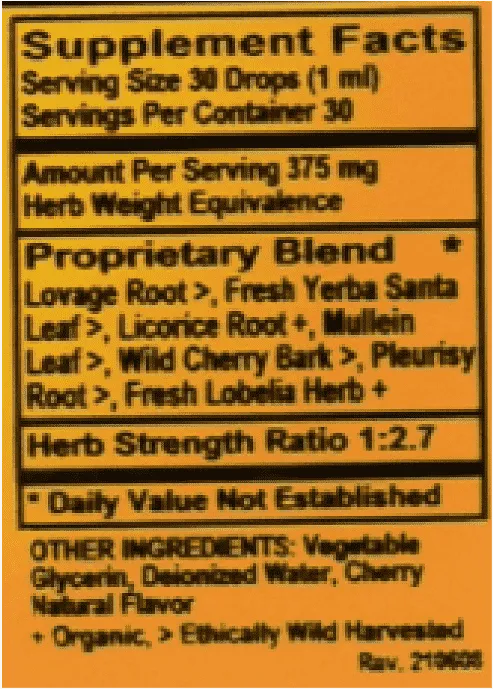 Supplement Facts
Serving Size 30 Drops (1 ml)
Servings Per Container 30
Amount Per Serving 375 mg
Herb Weight Equivalence
Proprietary Blend *
Lovage Root >, Fresh Yerba Santa
Leaf >, Licorice Root +, Mullein
Leaf >, Wild Cherry Bark >, Pleurisy
Root >, Fresh Lobelia Herb +
Herb Strength Ratio 1:2.7
* Daily Value Not Established
OTHER INGREDIENTS: Vegetable
Glycerin, Deionized Water, Cherry
Natural Flavor
+ Organic, > Ethically Wild Harvested
Rev.